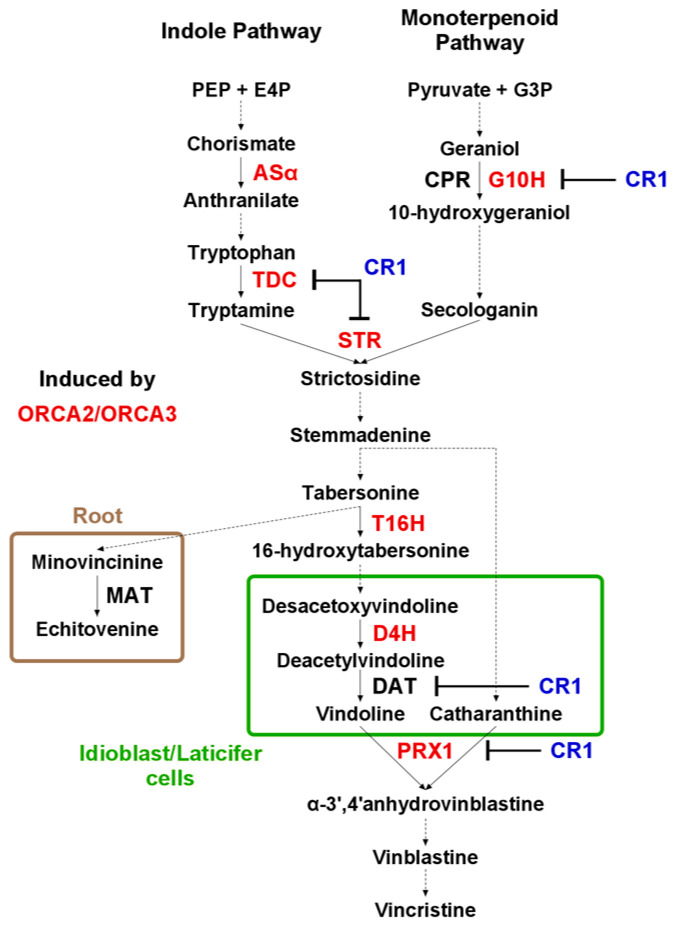 Indole Pathway
Monoterpenoid
Pathway
PEP + E4P
Pyruvate + G3P
Chorismate
Geraniol
ASα
CPR
G10H
CR1
Anthranilate
10-hydroxygeraniol
Tryptophan
CR1
TDC
Tryptamine
Secologanin
STR
Induced by
ORCA2/ORCA3
Strictosidine
Stemmadenine
Tabersonine
Root
T16H
Minovincinine
16-hydroxytabersonine
MAT
Echitovenine
Desacetoxyvindoline
D4H
Deacetylvindoline
DAT
CR1
Vindoline
Catharanthine
Idioblast/Laticifer
cells
PRX1
CR1
α-3',4'anhydrovinblastine
Vinblastine
Vincristine